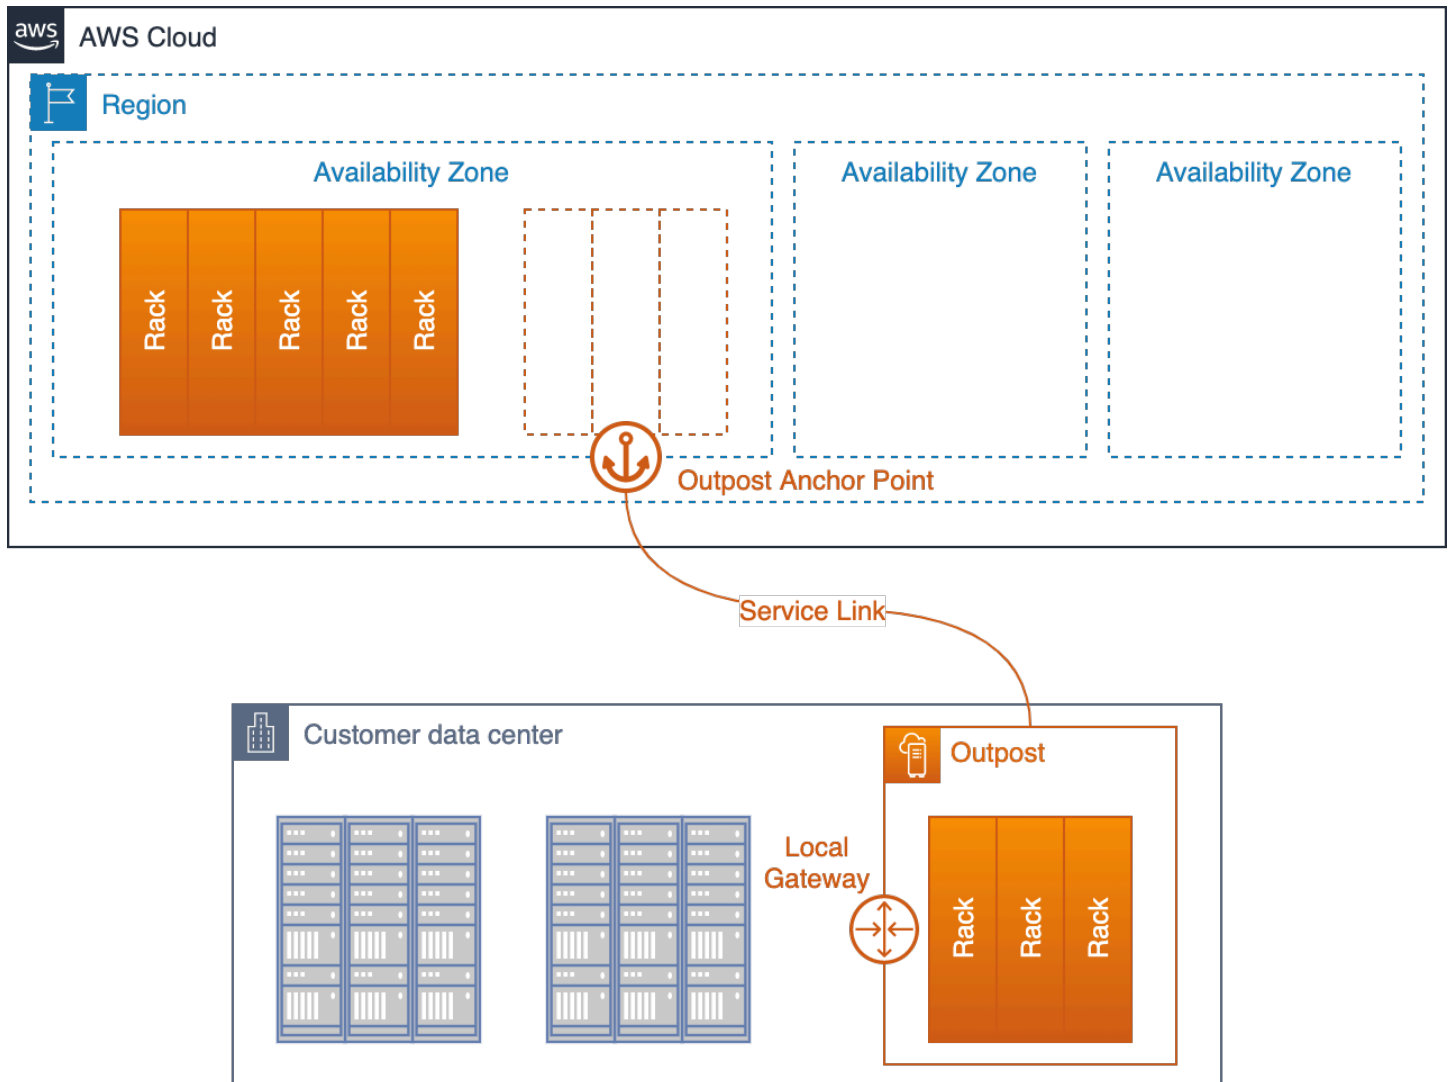 aws
AWS Cloud
Region
Availability Zone
Availability Zone
Availability Zone
Rack
Rack
Rack
Rack
Rack
Outpost Anchor Point
Service Link
Customer data center
Outpost
Local
Gateway
Rack
Rack
Rack